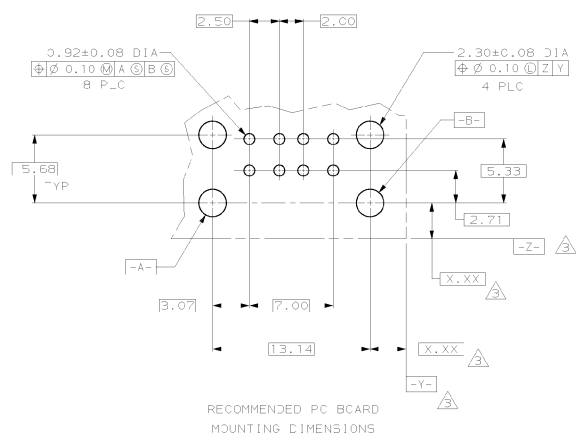 2.50 2.00
0.92±0.08 DIA
⌖ Ø 0.10 Ⓜ A Ⓢ B Ⓢ
8 PLC
2.30±0.08 DIA
⌖ Ø 0.10 Ⓛ Z Y
4 PLC
-B-
5.68
TYP
5.33
2.71
-Z- 3
-A-
X.XX
3
3.07 7.00
13.14 X.XX
3
-Y- 3
RECOMMENDED PC BOARD
MOUNTING DIMENSIONS